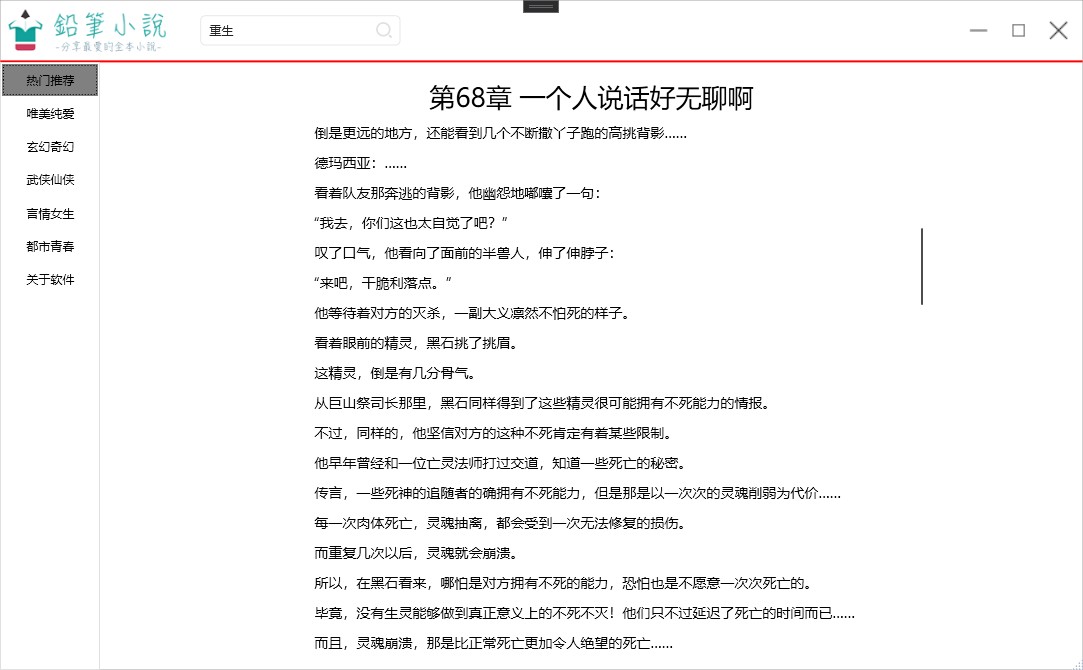 鉛筆小說
-分享最愛的全本小說-
重生
热门推荐
唯美纯爱
玄幻奇幻
武侠仙侠
言情女生
都市青春
关于软件
第68章 一个人说话好无聊啊
倒是更远的地方，还能看到几个不断撒丫子跑的高挑背影……
德玛西亚：……
看着队友那奔逃的背影，他幽怨地嘟囔了一句：
“我去，你们这也太自觉了吧？”
叹了口气，他看向了面前的半兽人，伸了伸脖子：
“来吧，干脆利落点。”
他等待着对方的灭杀，一副大义凛然不怕死的样子。
看着眼前的精灵，黑石挑了挑眉。
这精灵，倒是有几分骨气。
从巨山祭司长那里，黑石同样得到了这些精灵很可能拥有不死能力的情报。
不过，同样的，他坚信对方的这种不死肯定有着某些限制。
他早年曾经和一位亡灵法师打过交道，知道一些死亡的秘密。
传言，一些死神的追随者的确拥有不死能力，但是那是以一次次的灵魂削弱为代价……
每一次肉体死亡，灵魂抽离，都会受到一次无法修复的损伤。
而重复几次以后，灵魂就会崩溃。
所以，在黑石看来，哪怕是对方拥有不死的能力，恐怕也是不愿意一次次死亡的。
毕竟，没有生灵能够做到真正意义上的不死不灭！他们只不过延迟了死亡的时间而已……
而且，灵魂崩溃，那是比正常死亡更加令人绝望的死亡……